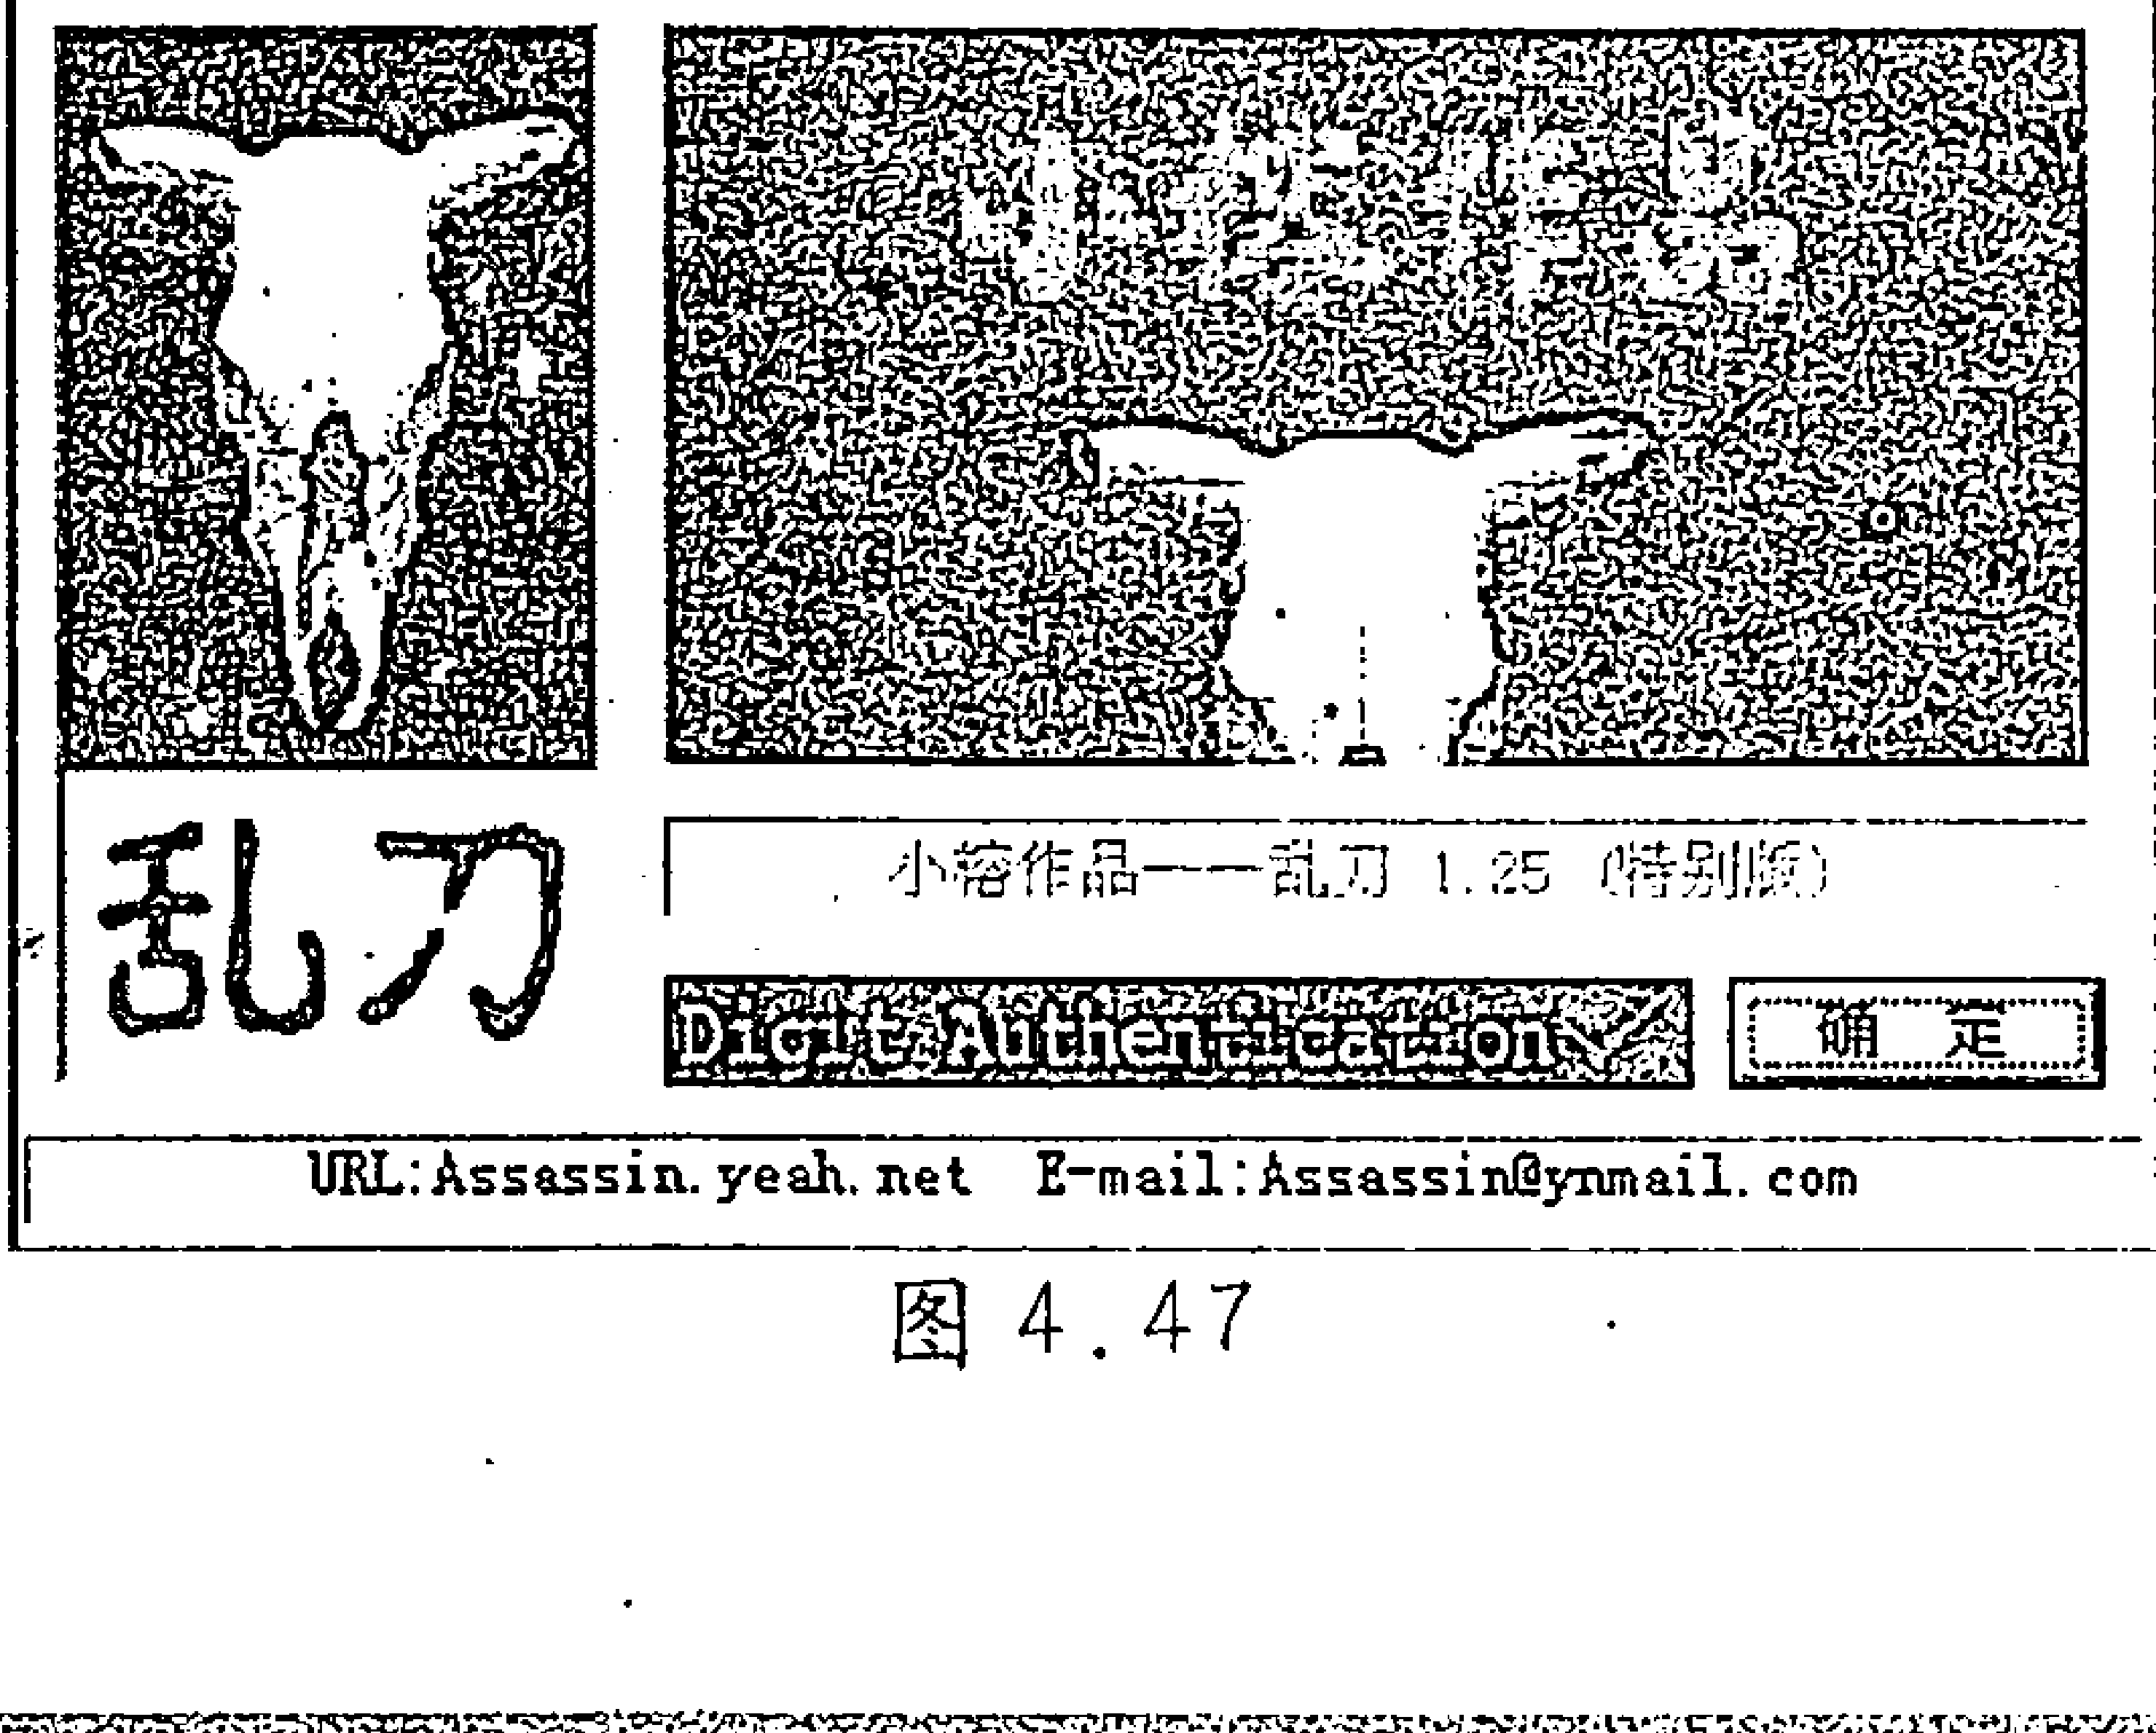 乱刀
小溶作品——乱刀 1.25 (特别版)
Digit Authentication
确 定
URL:Assassin.yeah.net E-mail:Assassin@ynmail.com
图 4.47